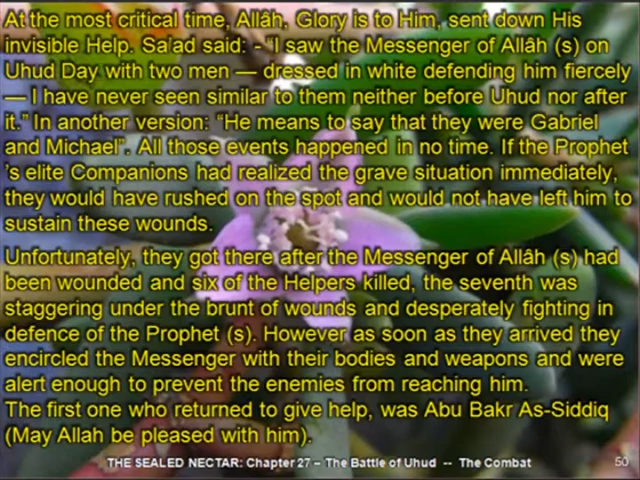 At the most critical time, Allâh, Glory is to Him, sent down His
invisible Help. Sa'ad said: - “I saw the Messenger of Allâh (s) on
Uhud Day with two men — dressed in white defending him fiercely
— I have never seen similar to them neither before Uhud nor after
it.” In another version: “He means to say that they were Gabriel
and Michael”. All those events happened in no time. If the Prophet
's elite Companions had realized the grave situation immediately,
they would have rushed on the spot and would not have left him to
sustain these wounds.
Unfortunately, they got there after the Messenger of Allâh (s) had
been wounded and six of the Helpers killed, the seventh was
staggering under the brunt of wounds and desperately fighting in
defence of the Prophet (s). However as soon as they arrived they
encircled the Messenger with their bodies and weapons and were
alert enough to prevent the enemies from reaching him.
The first one who returned to give help, was Abu Bakr As-Siddiq
(May Allah be pleased with him).
THE SEALED NECTAR: Chapter 27 – The Battle of Uhud -- The Combat
50